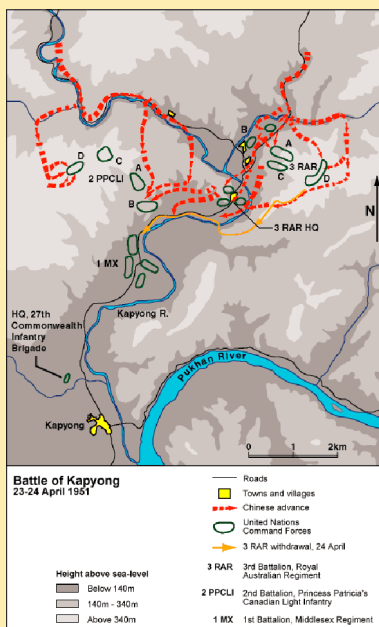 B
A
C
3 RAR
D
D
C
2 PPCLI
A
B
3 RAR HQ
N
1 MX
HQ, 27th
Commonwealth
Infantry
Brigade
Kapyong R.
Pukhan River
Kapyong
0 1 2km
Battle of Kapyong
23-24 April 1951
Roads
Towns and villages
Chinese advance
United Nations
Command Forces
3 RAR withdrawal, 24 April
3 RAR 3rd Battalion, Royal
Australian Regiment
2 PPCLI 2nd Battalion, Princess Patricia's
Canadian Light Infantry
1 MX 1st Battalion, Middlesex Regiment
Height above sea-level
Below 140m
140m - 340m
Above 340m